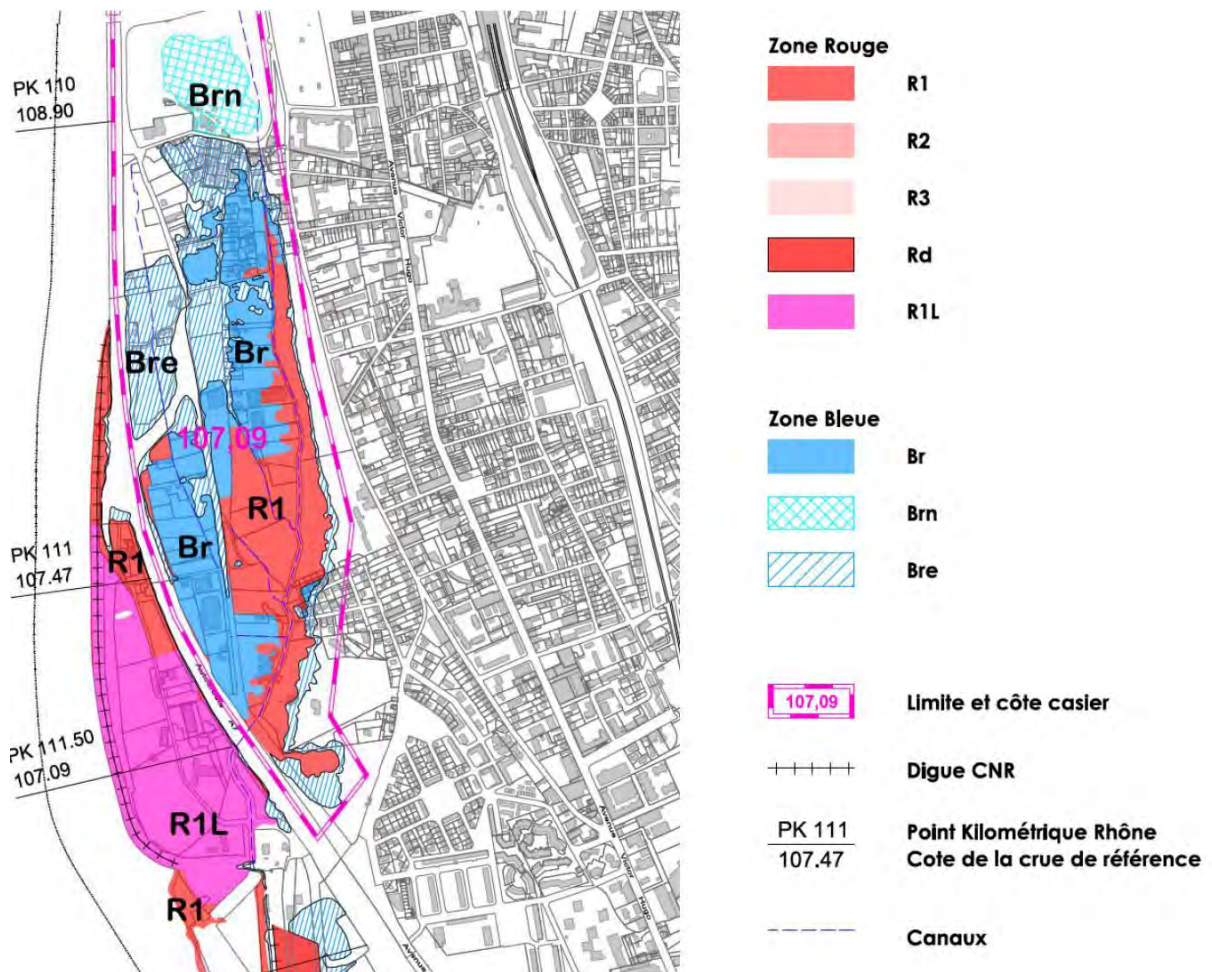 PK 110
108.90
Brn
Avenue
Victor
Hugo
Bre
Br
107,09
R1
PK 111
107.47
R1
Br
Autoroute A7
PK 111.50
107.09
R1L
R1
Avenue
Victor
Hugo
Avenue
Zone Rouge
R1
R2
R3
Rd
R1L
Zone Bleue
Br
Brn
Bre
107,09 Limite et côte casier
Digue CNR
PK 111 Point Kilométrique Rhône
107.47 Cote de la crue de référence
Canaux